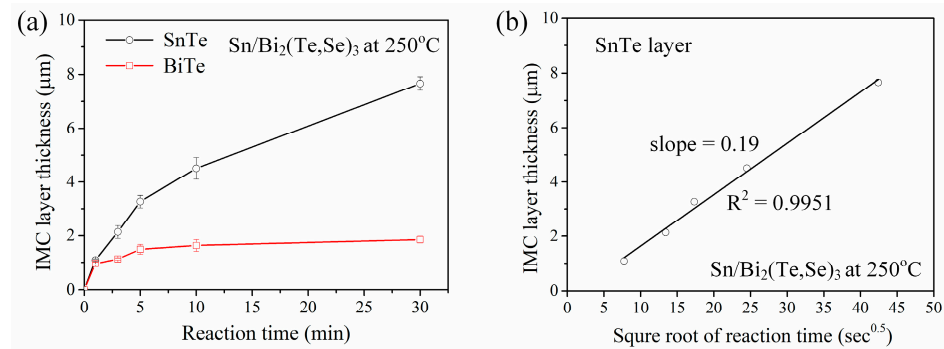 (a)
10
8
6
4
2
0
IMC layer thickness (μm)
SnTe
BiTe
Sn/Bi2(Te,Se)3 at 250°C
0 5 10 15 20 25 30
Reaction time (min)
(b)
10
8
6
4
2
0
IMC layer thickness (μm)
SnTe layer
slope = 0.19
R² = 0.9951
Sn/Bi2(Te,Se)3 at 250°C
0 5 10 15 20 25 30 35 40 45 50
Squre root of reaction time (sec^0.5)